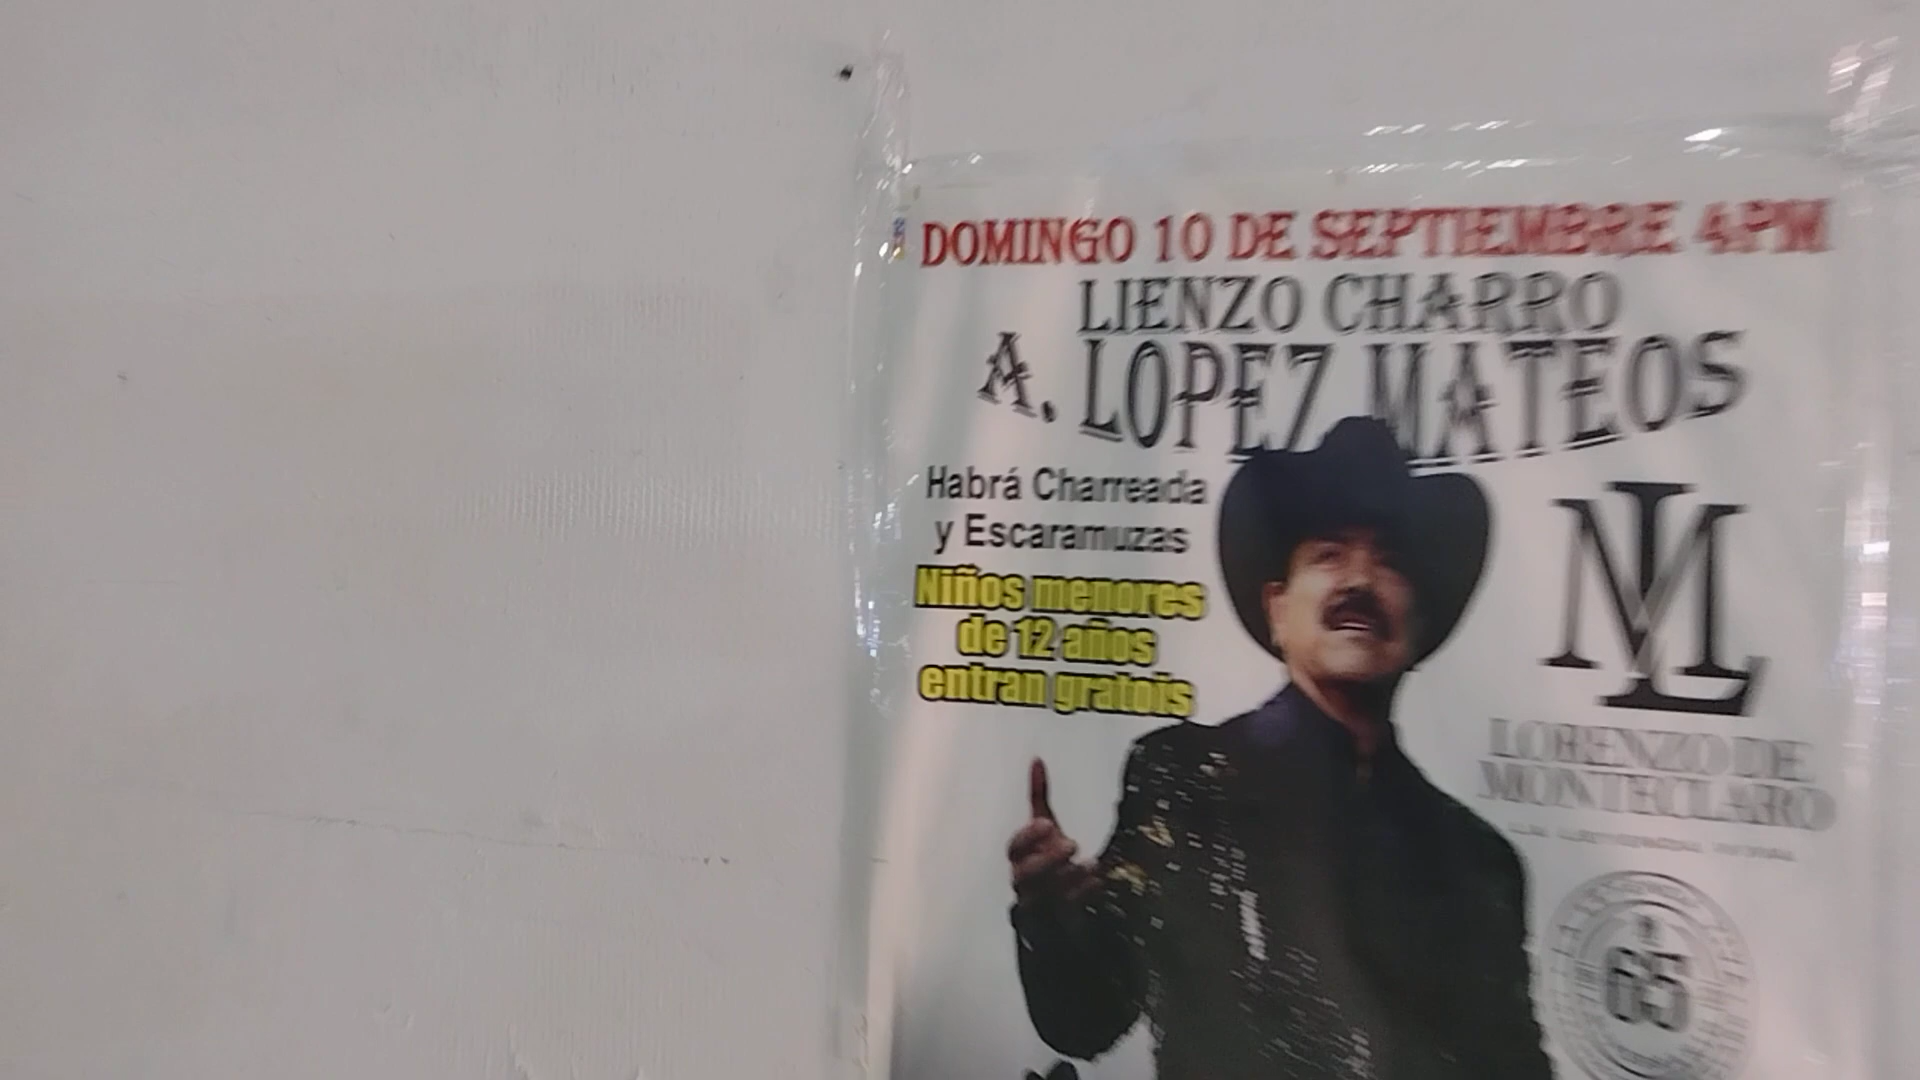 DOMINGO 10 DE SEPTIEMBRE 4PM
LIENZO CHARRO
A. LOPEZ MATEOS
Habrá Charreada
y Escaramuzas
Niños menores
de 12 años
entran gratois
ML
LORENZO DE
MONTECLARO
65